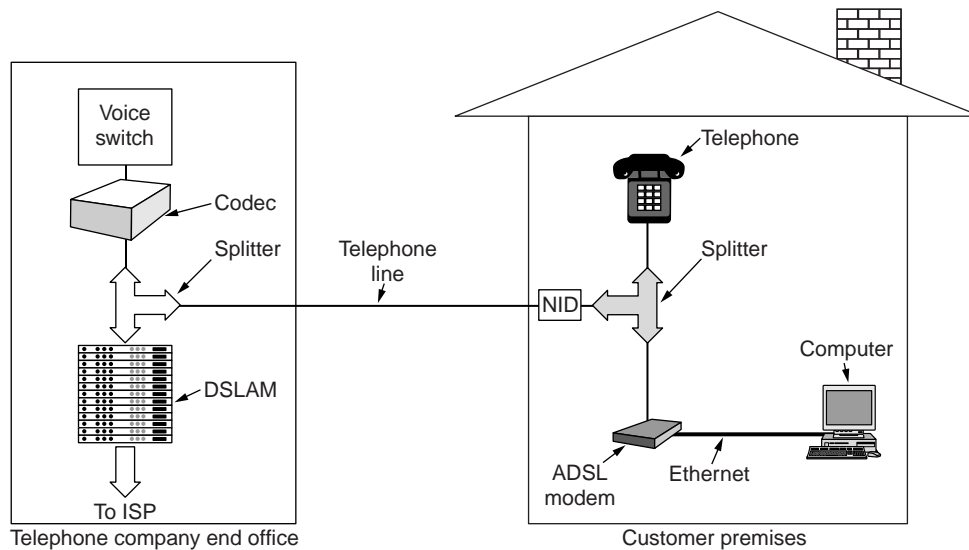 Voice
switch
Codec
Splitter
DSLAM
To ISP
Telephone company end office
Telephone
line
NID
Telephone
Splitter
Computer
ADSL
modem
Ethernet
Customer premises